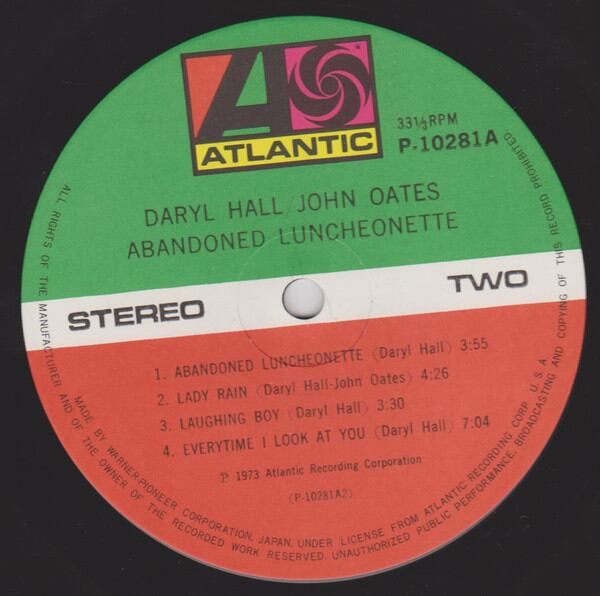 ATLANTIC
33⅓RPM
P-10281A
DARYL HALL/JOHN OATES
ABANDONED LUNCHEONETTE
STEREO
TWO
1. ABANDONED LUNCHEONETTE (Daryl Hall) 3:55
2. LADY RAIN (Daryl Hall-John Oates) 4:26
3. LAUGHING BOY (Daryl Hall) 3:30
4. EVERYTIME I LOOK AT YOU (Daryl Hall) 7:04
Ⓟ 1973 Atlantic Recording Corporation
(P-10281A2)
MADE BY WARNER-PIONEER CORPORATION, JAPAN, UNDER LICENSE FROM ATLANTIC RECORDING CORP. U.S.A.
ALL RIGHTS OF THE MANUFACTURER AND OF THE OWNER OF THE RECORDED WORK RESERVED. UNAUTHORIZED PUBLIC PERFORMANCE, BROADCASTING AND COPYING OF THIS RECORD PROHIBITED.